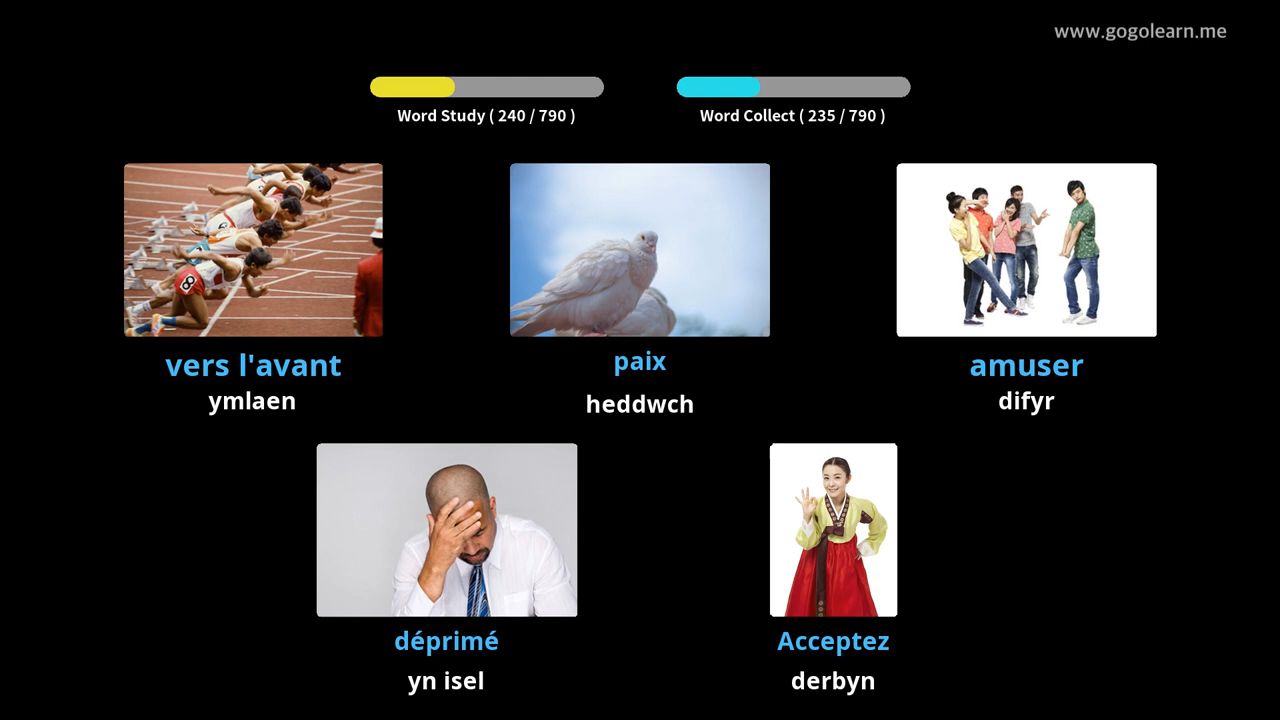 www.gogolearn.me
Word Study ( 240 / 790 )
Word Collect ( 235 / 790 )
8
vers l'avant
ymlaen
paix
heddwch
amuser
difyr
déprimé
yn isel
Acceptez
derbyn